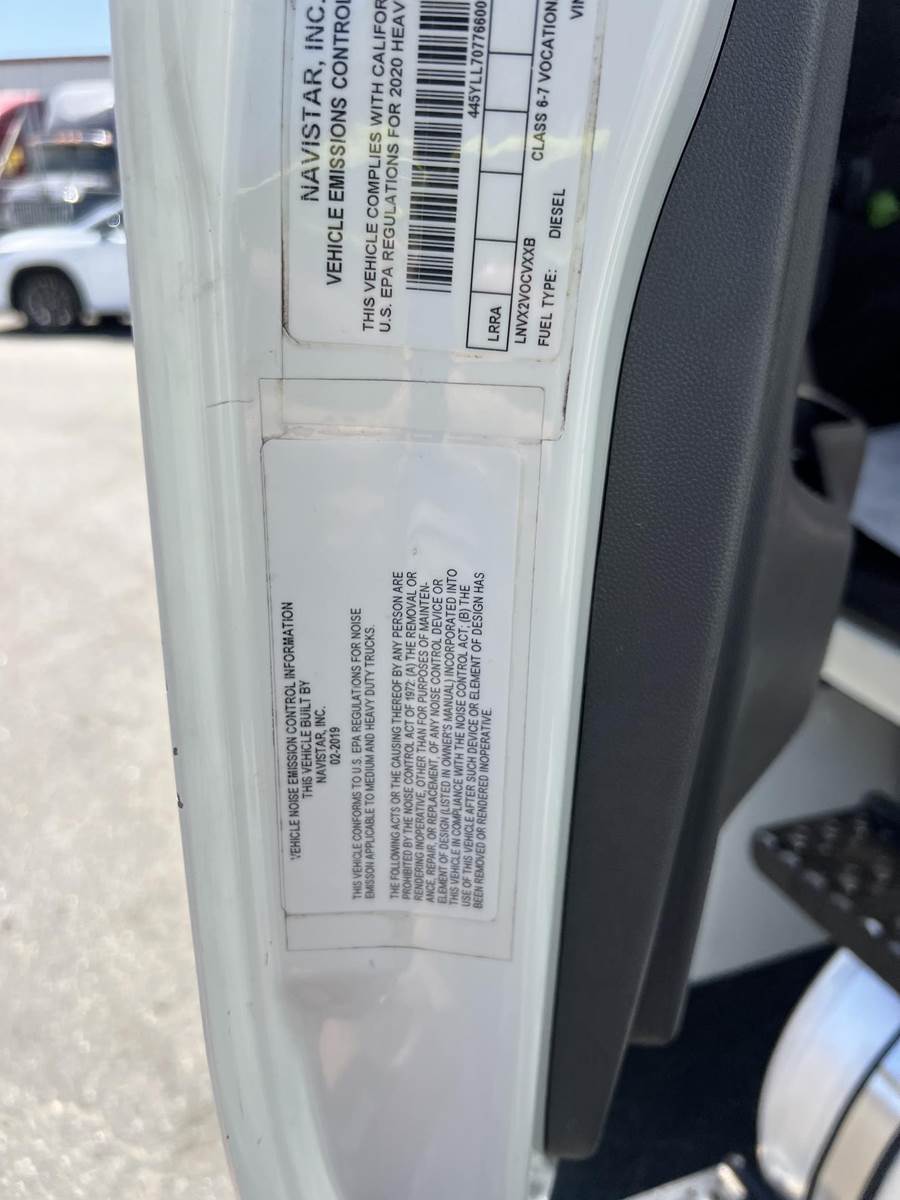 NAVISTAR, INC.
VEHICLE EMISSIONS CONTROL
THIS VEHICLE COMPLIES WITH CALIFOR
U.S. EPA REGULATIONS FOR 2020 HEAV
445YLLL70776600
LRRA
LNVX2VOCVXXB CLASS 6-7 VOCATION
FUEL TYPE: DIESEL VIN
VEHICLE NOISE EMISSION CONTROL INFORMATION
THIS VEHICLE BUILT BY
NAVISTAR, INC.
02-2019
THIS VEHICLE CONFORMS TO U.S. EPA REGULATIONS FOR NOISE
EMISSON APPLICABLE TO MEDIUM AND HEAVY DUTY TRUCKS.
THE FOLLOWING ACTS OR THE CAUSING THEREOF BY ANY PERSON ARE
PROHIBITED BY THE NOISE CONTROL ACT OF 1972: (A) THE REMOVAL OR
RENDERING INOPERATIVE, OTHER THAN FOR PURPOSES OF MAINTEN-
ANCE, REPAIR, OR REPLACEMENT, OF ANY NOISE CONTROL DEVICE OR
ELEMENT OF DESIGN (LISTED IN OWNER'S MANUAL) INCORPORATED INTO
THIS VEHICLE IN COMPLIANCE WITH THE NOISE CONTROL ACT; (B) THE
USE OF THIS VEHICLE AFTER SUCH DEVICE OR ELEMENT OF DESIGN HAS
BEEN REMOVED OR RENDERED INOPERATIVE.